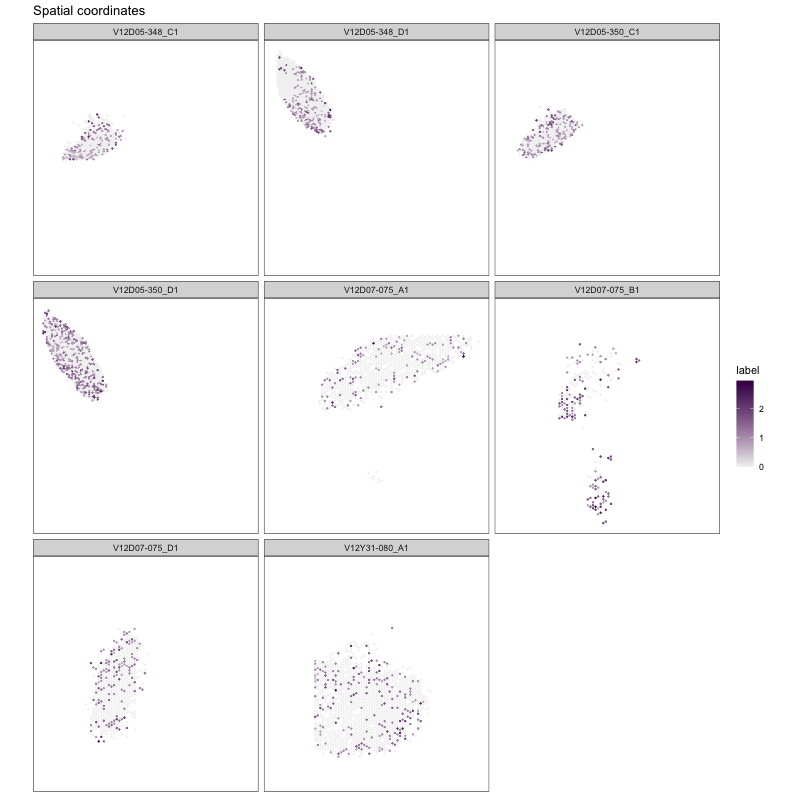 Spatial coordinates
V12D05-348_C1
V12D05-348_D1
V12D05-350_C1
V12D05-350_D1
V12D07-075_A1
V12D07-075_B1
label
2
1
0
V12D07-075_D1
V12Y31-080_A1